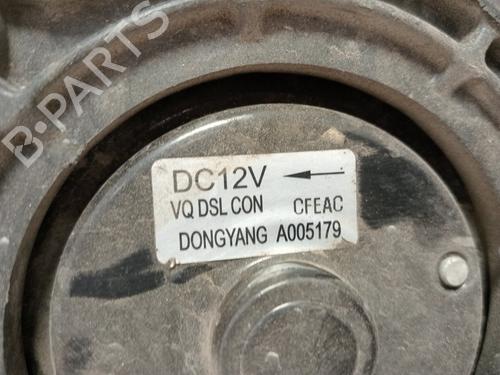 B-PARTS
DC12V
VQ DSL CON CFEAC
DONGYANG A005179